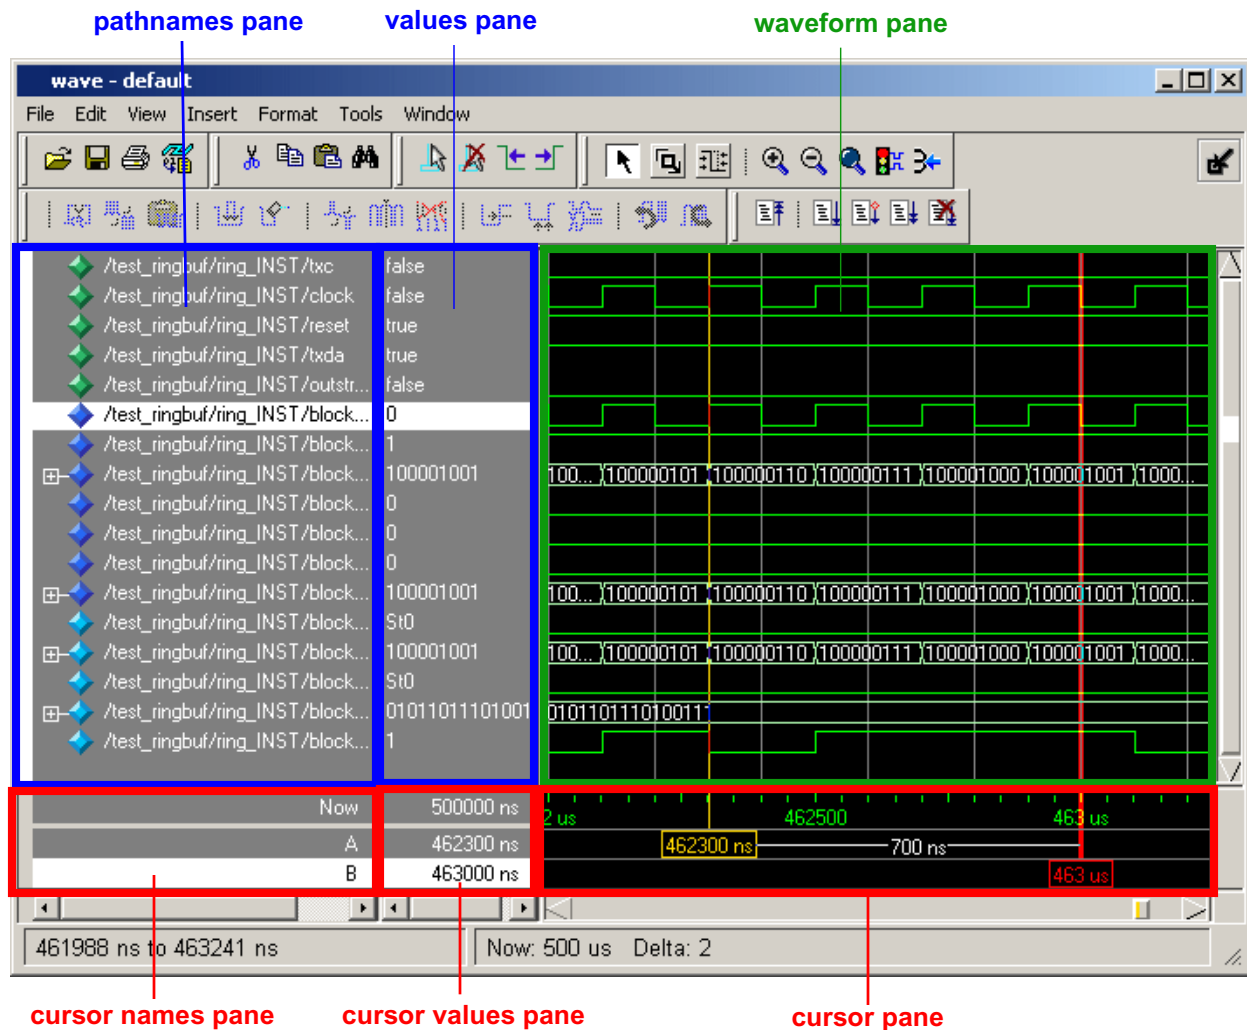 pathnames pane values pane waveform pane
wave - default
File Edit View Insert Format Tools Window
/test_ringbuf/ring_INST/txc false
/test_ringbuf/ring_INST/clock false
/test_ringbuf/ring_INST/reset true
/test_ringbuf/ring_INST/txda true
/test_ringbuf/ring_INST/outstr... false
/test_ringbuf/ring_INST/block... 0
/test_ringbuf/ring_INST/block... 1
/test_ringbuf/ring_INST/block... 100001001 100... 100000101 100000110 100000111 100001000 100001001 1000...
/test_ringbuf/ring_INST/block... 0
/test_ringbuf/ring_INST/block... 0
/test_ringbuf/ring_INST/block... 0
/test_ringbuf/ring_INST/block... 100001001 100... 100000101 100000110 100000111 100001000 100001001 1000...
/test_ringbuf/ring_INST/block... St0
/test_ringbuf/ring_INST/block... 100001001 100... 100000101 100000110 100000111 100001000 100001001 1000...
/test_ringbuf/ring_INST/block... St0
/test_ringbuf/ring_INST/block... 01011011101001 010110111010011
/test_ringbuf/ring_INST/block... 1
Now 500000 ns 2 us 462500 463 us
A 462300 ns 462300 ns 700 ns
B 463000 ns 463 us
461988 ns to 463241 ns Now: 500 us Delta: 2
cursor names pane cursor values pane cursor pane